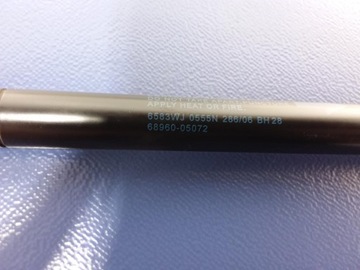 APPLY HEAT OR FIRE
6583WJ 0555N 286/06 BH28
68960-05072